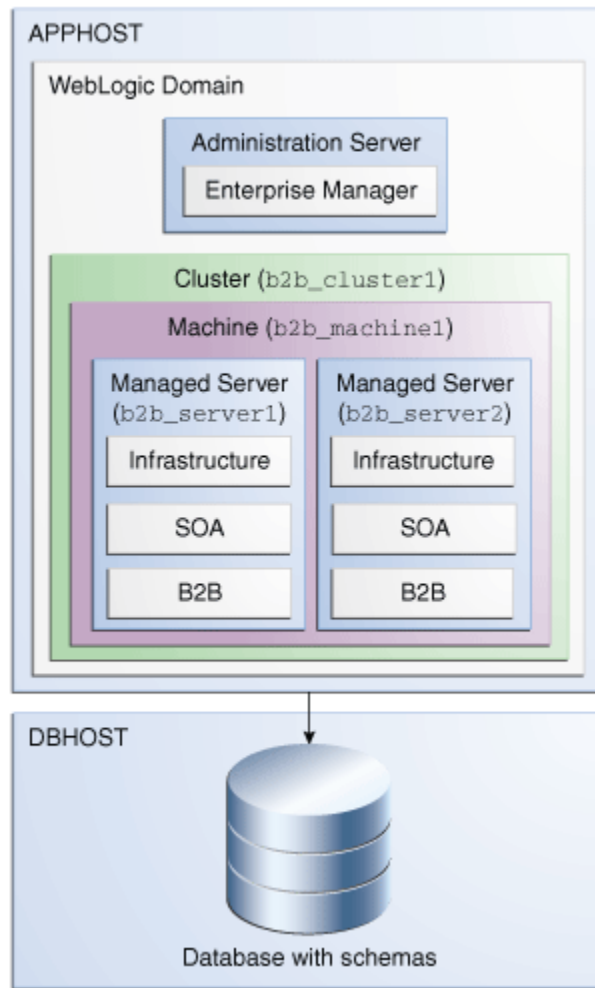 APPHOST
WebLogic Domain
Administration Server
Enterprise Manager
Cluster (b2b_cluster1)
Machine (b2b_machine1)
Managed Server
(b2b_server1)
Infrastructure
SOA
B2B
Managed Server
(b2b_server2)
Infrastructure
SOA
B2B
DBHOST
Database with schemas